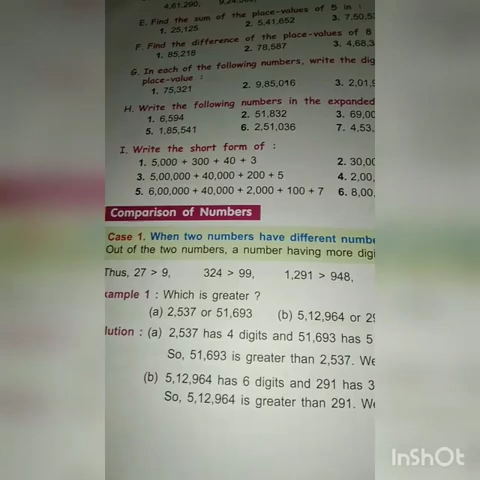 4,61,290,
E. Find the sum of the place-values of 5 in :
1. 25,125 2. 5,41,652 3. 7,50,5
F. Find the difference of the place-values of 8
1. 85,218 2. 78,587 3. 4,68,3
G. In each of the following numbers, write the dig
place-value :
1. 75,321 2. 9,85,016 3. 2,01,9
H. Write the following numbers in the expanded
1. 6,594 2. 51,832 3. 69,00
5. 1,85,541 6. 2,51,036 7. 4,53,
I. Write the short form of :
1. 5,000 + 300 + 40 + 3 2. 30,00
3. 5,00,000 + 40,000 + 200 + 5 4. 2,00,
5. 6,00,000 + 40,000 + 2,000 + 100 + 7 6. 8,00,
Comparison of Numbers
Case 1. When two numbers have different numbe
Out of the two numbers, a number having more digi
Thus, 27 > 9, 324 > 99, 1,291 > 948,
xample 1 : Which is greater ?
(a) 2,537 or 51,693 (b) 5,12,964 or 29
lution : (a) 2,537 has 4 digits and 51,693 has 5
So, 51,693 is greater than 2,537. We
(b) 5,12,964 has 6 digits and 291 has 3
So, 5,12,964 is greater than 291. We
InShOt